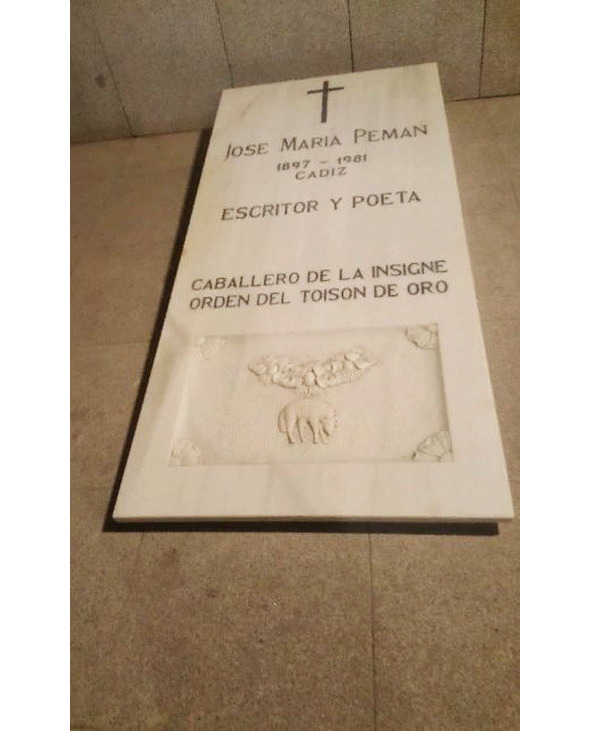 JOSE MARIA PEMAN
1897 - 1981
CADIZ
ESCRITOR Y POETA
CABALLERO DE LA INSIGNE
ORDEN DEL TOISON DE ORO